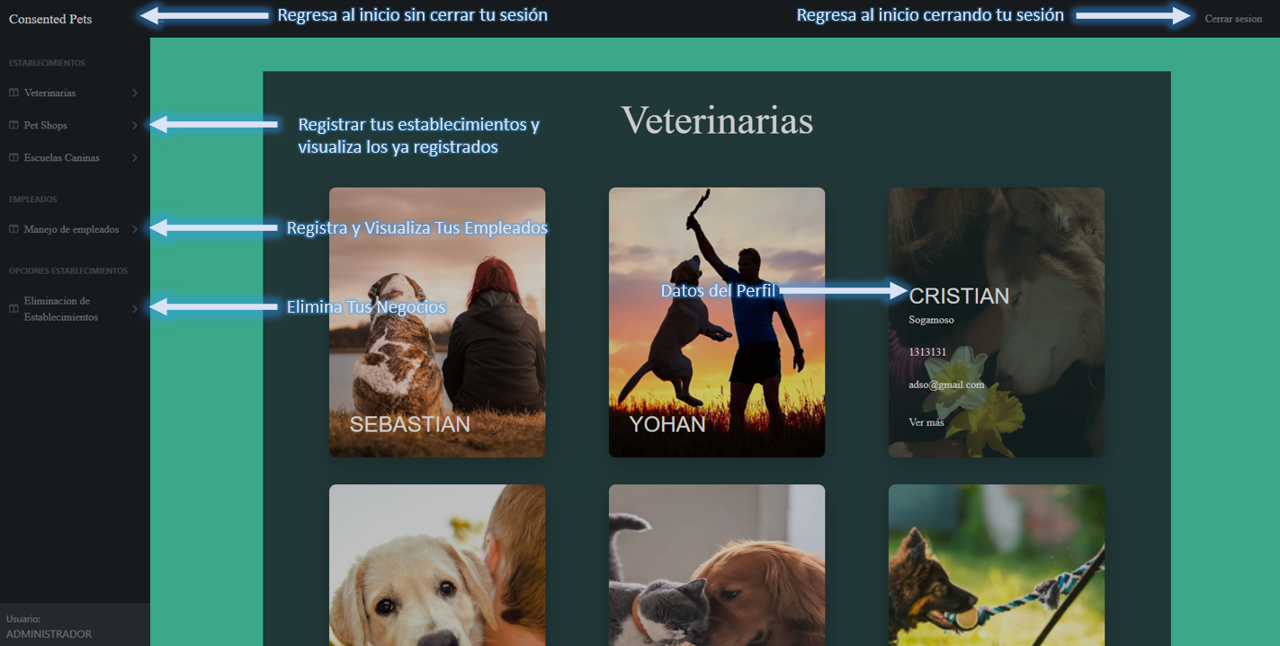 Consented Pets
Regresa al inicio sin cerrar tu sesión
Regresa al inicio cerrando tu sesión
Cerrar sesion
ESTABLECIMIENTOS
Veterinarias
Pet Shops
Escuelas Caninas
EMPLEADOS
Manejo de empleados
OPCIONES ESTABLECIMIENTOS
Eliminacion de
Establecimientos
Registrar tus establecimientos y
visualiza los ya registrados
Registra y Visualiza Tus Empleados
Elimina Tus Negocios
Veterinarias
SEBASTIAN
YOHAN
Datos del Perfil
CRISTIAN
Sogamoso
1313131
adso@gmail.com
Ver más
Usuario:
ADMINISTRADOR